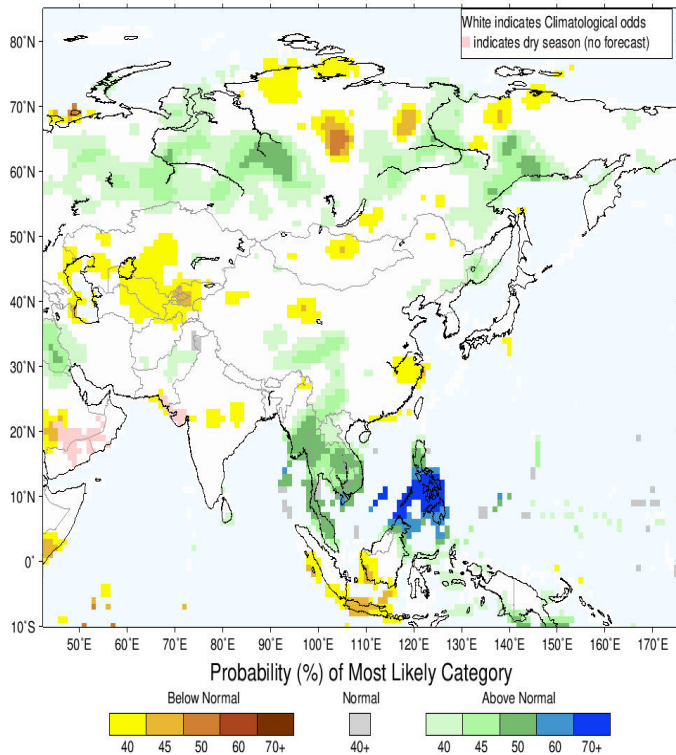 White indicates Climatological odds
indicates dry season (no forecast)
80˚N
70˚N
60˚N
50˚N
40˚N
30˚N
20˚N
10˚N
0˚
10˚S
50˚E 60˚E 70˚E 80˚E 90˚E 100˚E 110˚E 120˚E 130˚E 140˚E 150˚E 160˚E 170˚E
Probability (%) of Most Likely Category
Below Normal Normal Above Normal
40 45 50 60 70+ 40+ 40 45 50 60 70+